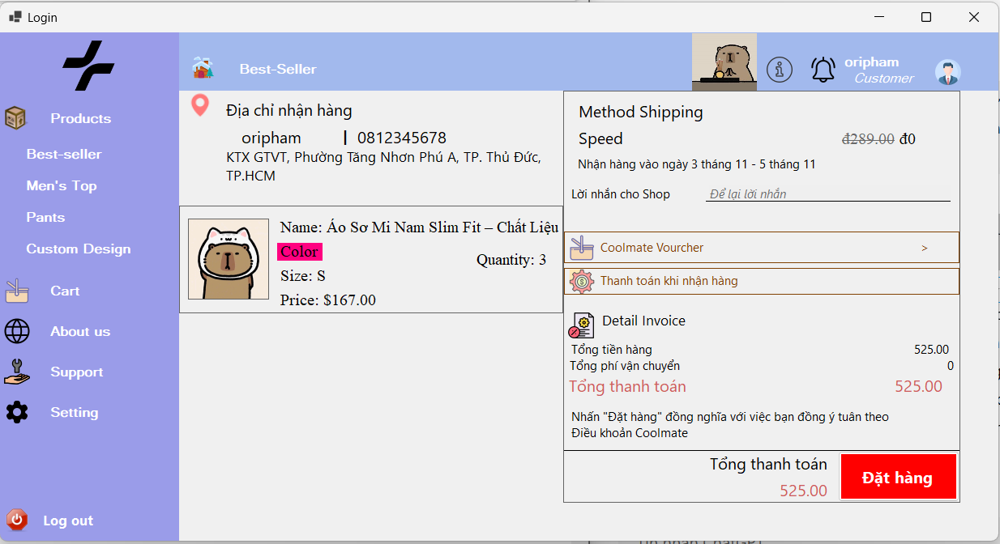 Login
Best-Seller
oripham
Customer
Products
Best-seller
Men's Top
Pants
Custom Design
Cart
About us
Support
Setting
Log out
Địa chỉ nhận hàng
oripham | 0812345678
KTX GTVT, Phường Tăng Nhơn Phú A, TP. Thủ Đức,
TP.HCM
Name: Áo Sơ Mi Nam Slim Fit – Chất Liệu
Color
Quantity: 3
Size: S
Price: $167.00
Method Shipping
Speed
đ289.00 đ0
Nhận hàng vào ngày 3 tháng 11 - 5 tháng 11
Lời nhắn cho Shop
Để lại lời nhắn
Coolmate Vourcher >
Thanh toán khi nhận hàng
Detail Invoice
Tổng tiền hàng 525.00
Tổng phí vận chuyển 0
Tổng thanh toán 525.00
Nhấn "Đặt hàng" đồng nghĩa với việc bạn đồng ý tuân theo
Điều khoản Coolmate
Tổng thanh toán
525.00
Đặt hàng